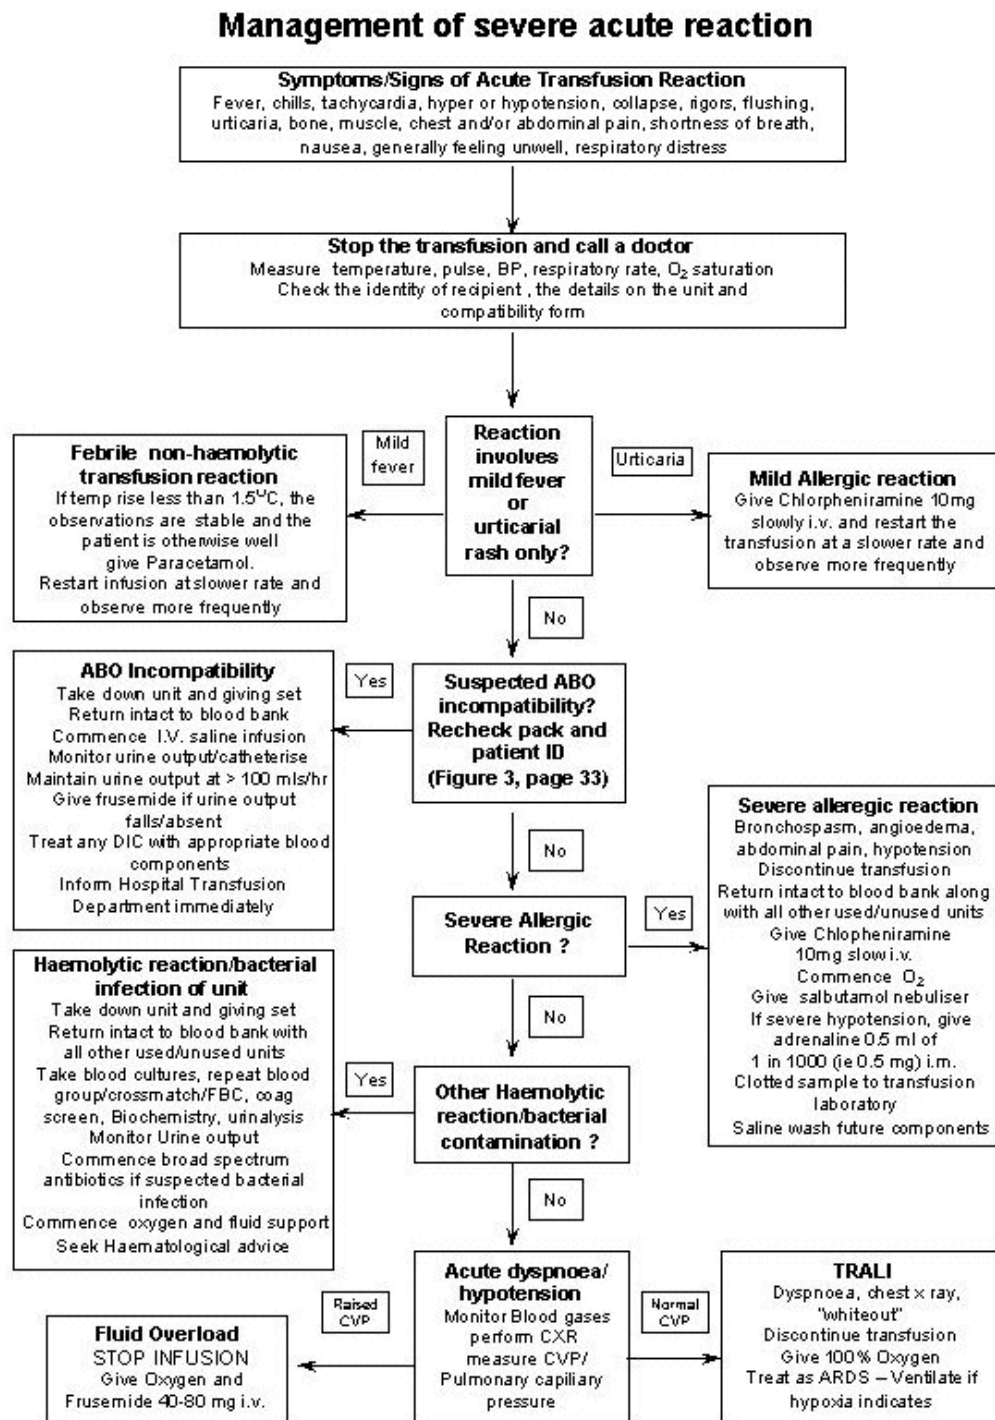 Management of severe acute reaction
Symptoms/Signs of Acute Transfusion Reaction
Fever, chills, tachycardia, hyper or hypotension, collapse, rigors, flushing,
urticaria, bone, muscle, chest and/or abdominal pain, shortness of breath,
nausea, generally feeling unwell, respiratory distress
Stop the transfusion and call a doctor
Measure temperature, pulse, BP, respiratory rate, O2 saturation
Check the identity of recipient , the details on the unit and
compatibility form
Reaction
involves
mild fever
or
urticarial
rash only?
Mild
fever
Febrile non-haemolytic
transfusion reaction
If temp rise less than 1.5°C, the
observations are stable and the
patient is otherwise well
give Paracetamol.
Restart infusion at slower rate and
observe more frequently
Urticaria
Mild Allergic reaction
Give Chlorpheniramine 10mg
slowly i.v. and restart the
transfusion at a slower rate and
observe more frequently
No
Suspected ABO
incompatibility?
Recheck pack and
patient ID
(Figure 3, page 33)
Yes
ABO Incompatibility
Take down unit and giving set
Return intact to blood bank
Commence I.V. saline infusion
Monitor urine output/catheterise
Maintain urine output at > 100 mls/hr
Give frusemide if urine output
falls/absent
Treat any DIC with appropriate blood
components
Inform Hospital Transfusion
Department immediately
No
Severe Allergic
Reaction ?
Yes
Severe alleregic reaction
Bronchospasm, angioedema,
abdominal pain, hypotension
Discontinue transfusion
Return intact to blood bank along
with all other used/unused units
Give Chlopheniramine
10mg slow i.v.
Commence O2
Give salbutamol nebuliser
If severe hypotension, give
adrenaline 0.5 ml of
1 in 1000 (ie 0.5 mg) i.m.
Clotted sample to transfusion
laboratory
Saline wash future components
No
Other Haemolytic
reaction/bacterial
contamination ?
Yes
Haemolytic reaction/bacterial
infection of unit
Take down unit and giving set
Return intact to blood bank with
all other used/unused units
Take blood cultures, repeat blood
group/crossmatch/FBC, coag
screen, Biochemistry, urinalysis
Monitor Urine output
Commence broad spectrum
antibiotics if suspected bacterial
infection
Commence oxygen and fluid support
Seek Haematological advice
No
Acute dyspnoea/
hypotension
Monitor Blood gases
perform CXR
measure CVP/
Pulmonary capiliary
pressure
Raised
CVP
Fluid Overload
STOP INFUSION
Give Oxygen and
Frusemide 40-80 mg i.v.
Normal
CVP
TRALI
Dyspnoea, chest x ray,
"whiteout"
Discontinue transfusion
Give 100% Oxygen
Treat as ARDS – Ventilate if
hypoxia indicates